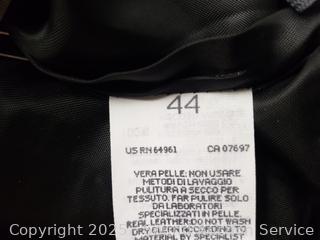 44
US RN 64961 CA 07697
VERA PELLE: NON USARE
METODI DI LAVAGGIO
PULITURA A SECCO PER
TESSUTO. FAR PULIRE SOLO
DA LABORATORI
SPECIALIZZATI IN PELLE.
REAL LEATHER: DO NOT WASH
DRY CLEAN ACCORDING TO
MATERIAL BY SPECIALIST
Copyright 2025